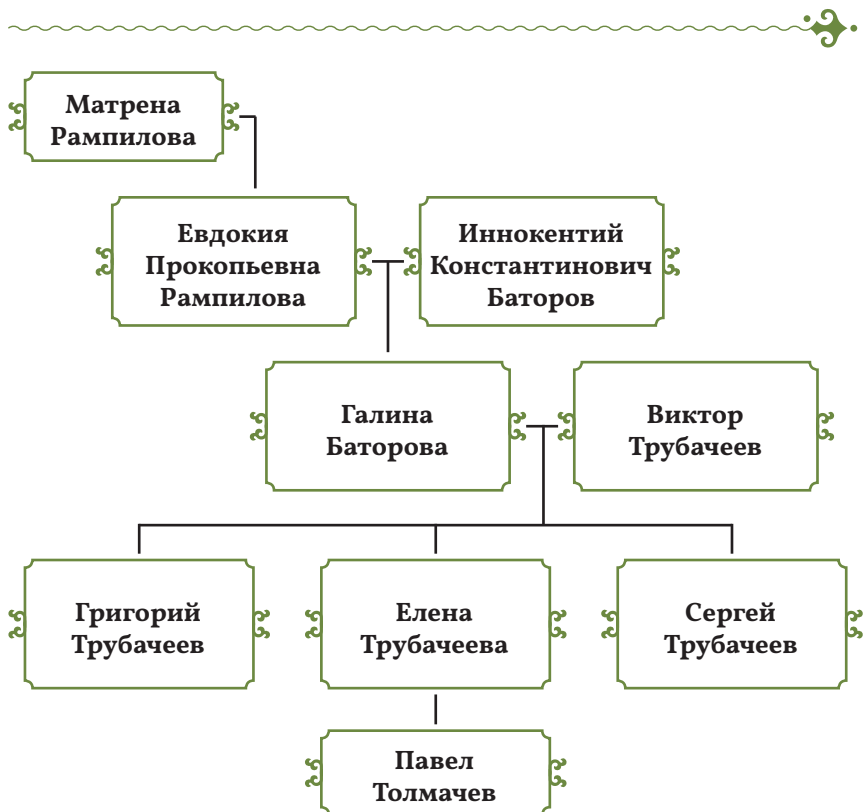 Матрена
Рампилова
Евдокия
Прокопьевна
Рампилова
Иннокентий
Константинович
Баторов
Галина
Баторова
Виктор
Трубачеев
Григорий
Трубачеев
Елена
Трубачеева
Сергей
Трубачеев
Павел
Толмачев